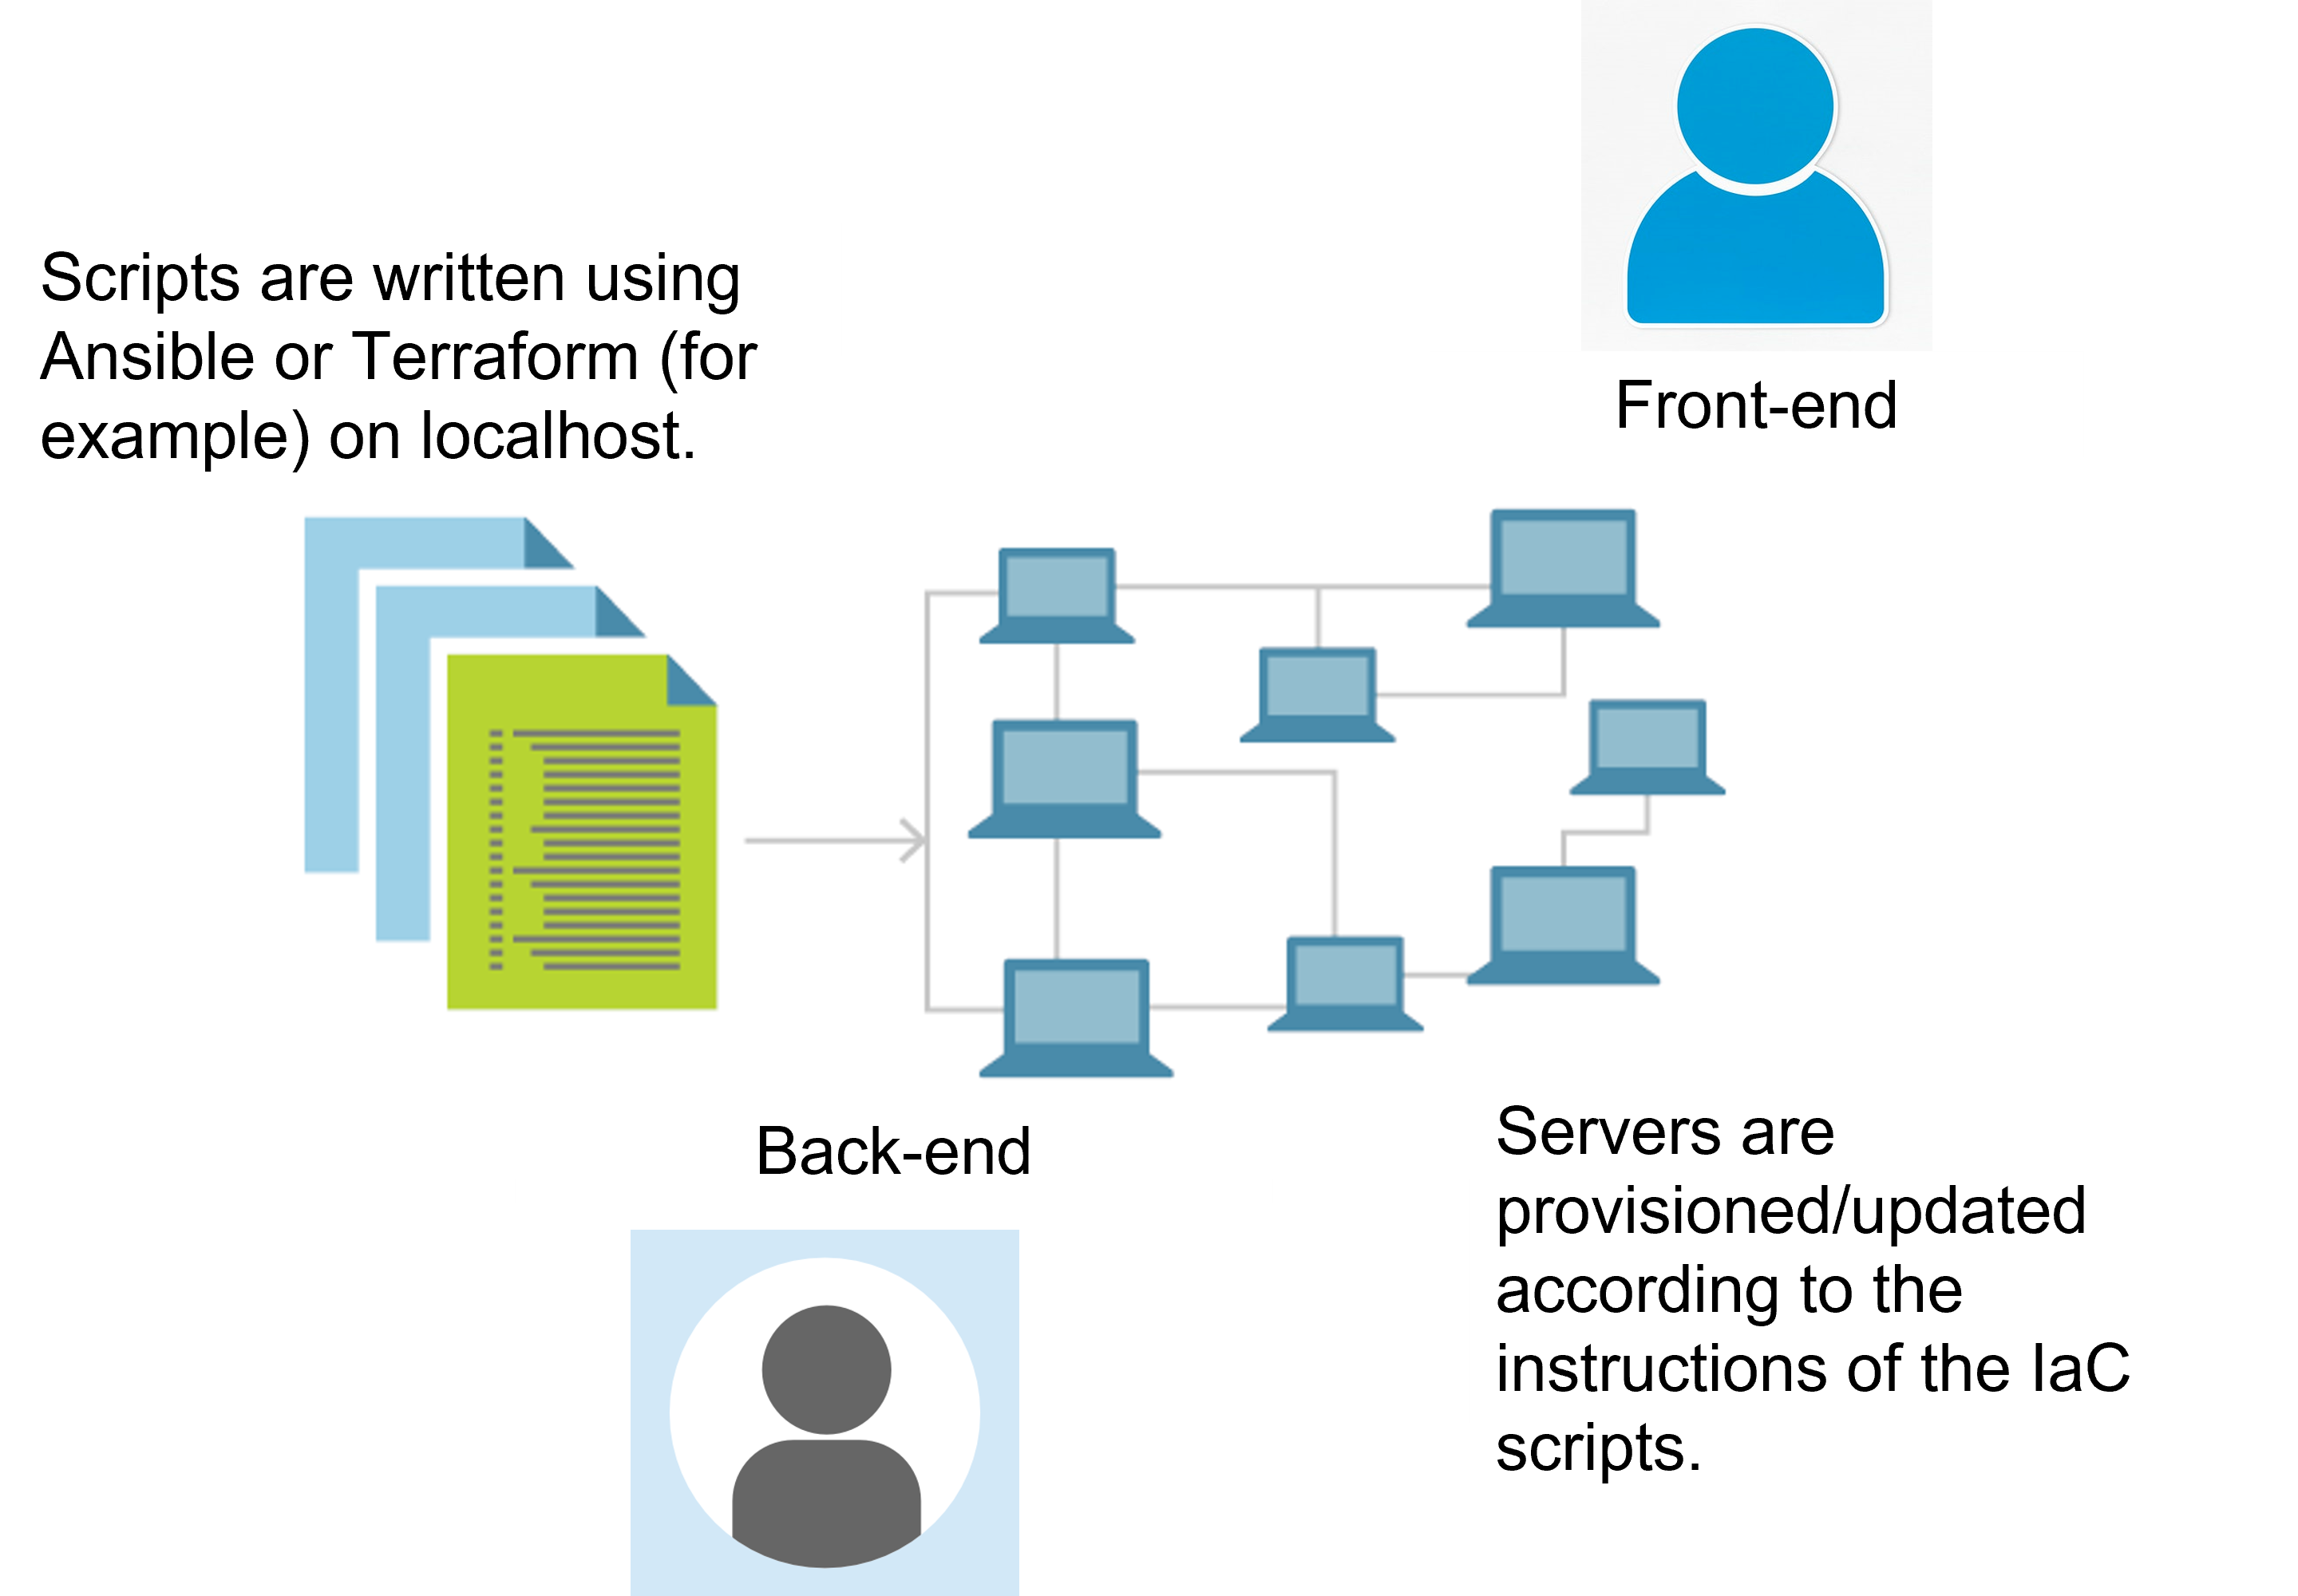 Scripts are written using
Ansible or Terraform (for
example) on localhost.
Front-end
Back-end
Servers are
provisioned/updated
according to the
instructions of the IaC
scripts.